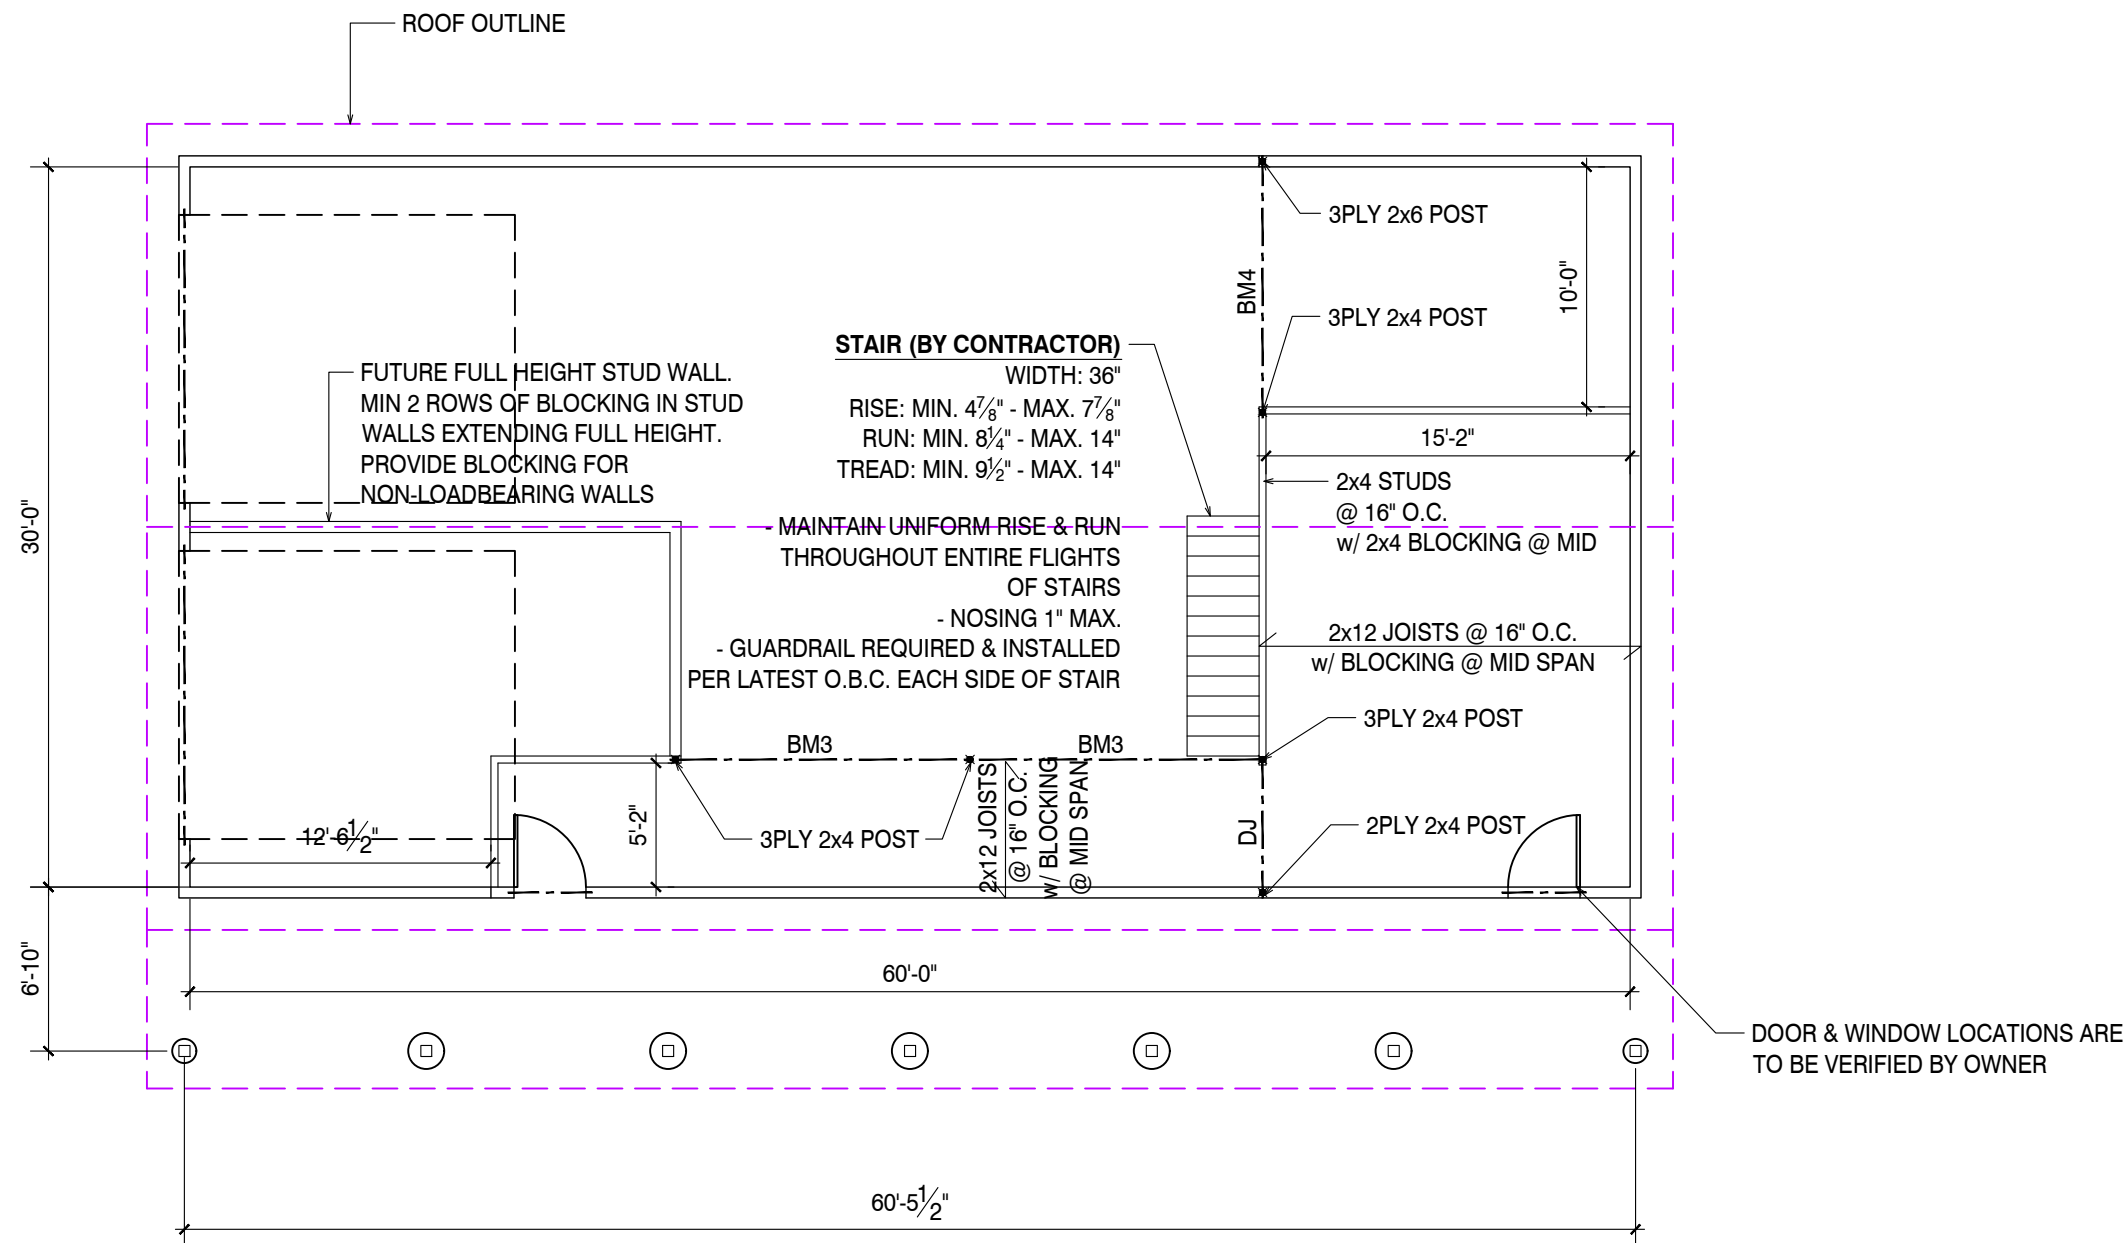 ROOF OUTLINE
3PLY 2x6 POST
BM4
10'-0"
3PLY 2x4 POST
STAIR (BY CONTRACTOR)
WIDTH: 36"
RISE: MIN. 4⅞" - MAX. 7⅞"
RUN: MIN. 8¼" - MAX. 14"
TREAD: MIN. 9½" - MAX. 14"
- MAINTAIN UNIFORM RISE & RUN
THROUGHOUT ENTIRE FLIGHTS
OF STAIRS
- NOSING 1" MAX.
- GUARDRAIL REQUIRED & INSTALLED
PER LATEST O.B.C. EACH SIDE OF STAIR
FUTURE FULL HEIGHT STUD WALL.
MIN 2 ROWS OF BLOCKING IN STUD
WALLS EXTENDING FULL HEIGHT.
PROVIDE BLOCKING FOR
NON-LOADBEARING WALLS
15'-2"
2x4 STUDS
@ 16" O.C.
w/ 2x4 BLOCKING @ MID
30'-0"
2x12 JOISTS @ 16" O.C.
w/ BLOCKING @ MID SPAN
3PLY 2x4 POST
BM3
BM3
2x12 JOISTS
@ 16" O.C.
w/ BLOCKING
@ MID SPAN
12'-6½"
5'-2"
3PLY 2x4 POST
DJ
2PLY 2x4 POST
6'-10"
60'-0"
DOOR & WINDOW LOCATIONS ARE
TO BE VERIFIED BY OWNER
60'-5½"